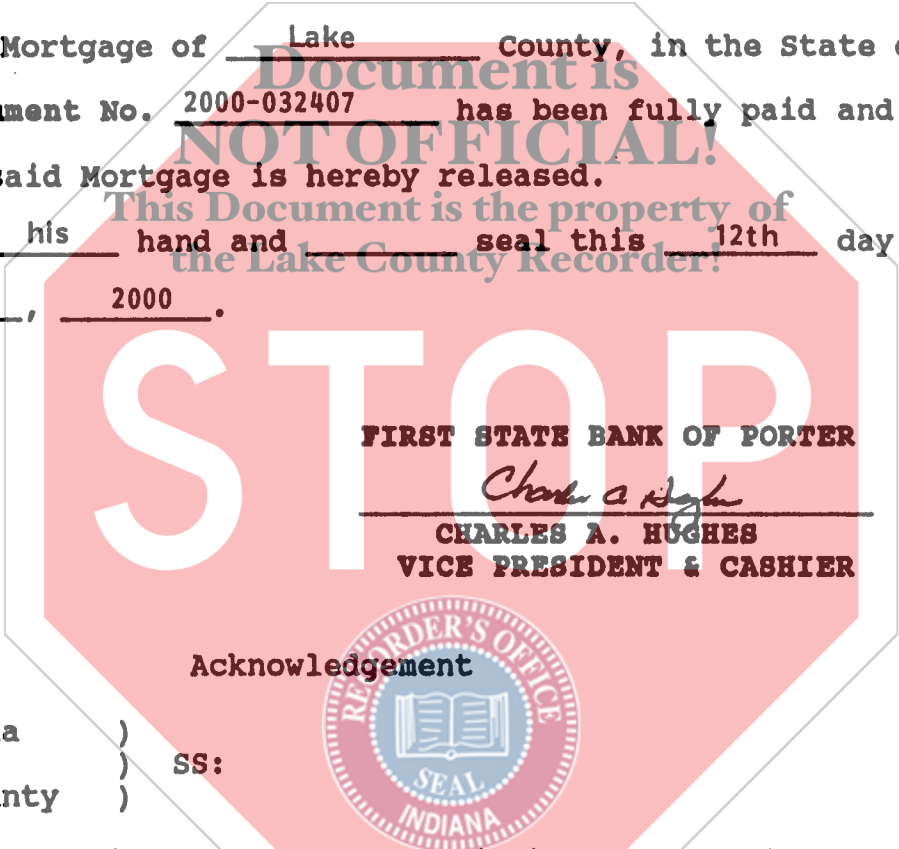 Mortgage of Lake County, in the State
Document is
ment No. 2000-032407 has been fully paid and
NOT OFFICIAL!
said Mortgage is hereby released.
This Document is the property of
his hand and seal this 12th day
the Lake County Recorder!
, 2000.
STOP
FIRST STATE BANK OF PORTER
Charles A Hughes
CHARLES A. HUGHES
VICE PRESIDENT & CASHIER
RECORDER'S OFFICE
Acknowledgement
a )
) SS:
nty )
SEAL
INDIANA